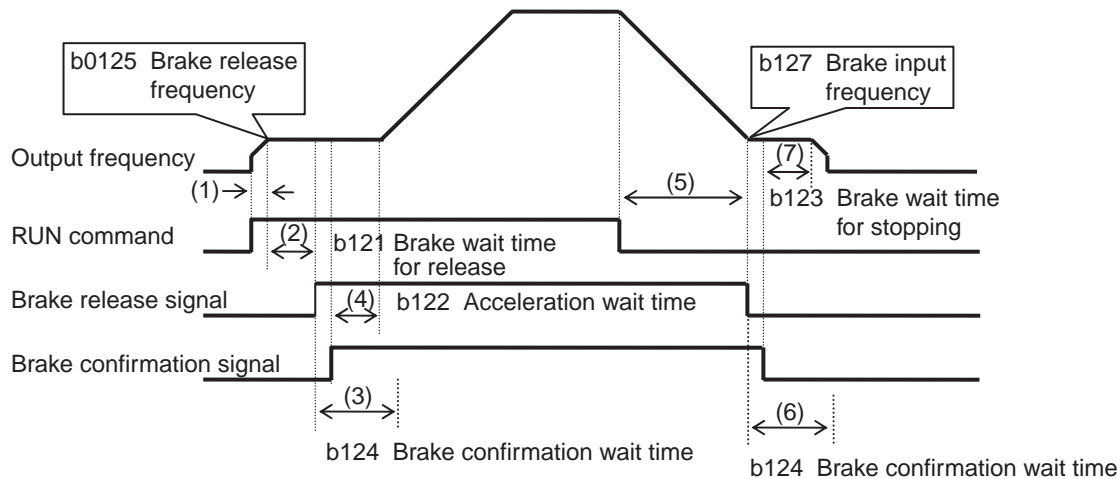 b0125 Brake release
frequency
b127 Brake input
frequency
Output frequency
(1)
(7)
(5)
b123 Brake wait time
for stopping
RUN command
(2)
b121 Brake wait time
for release
Brake release signal
(4)
b122 Acceleration wait time
Brake confirmation signal
(3)
(6)
b124 Brake confirmation wait time
b124 Brake confirmation wait time